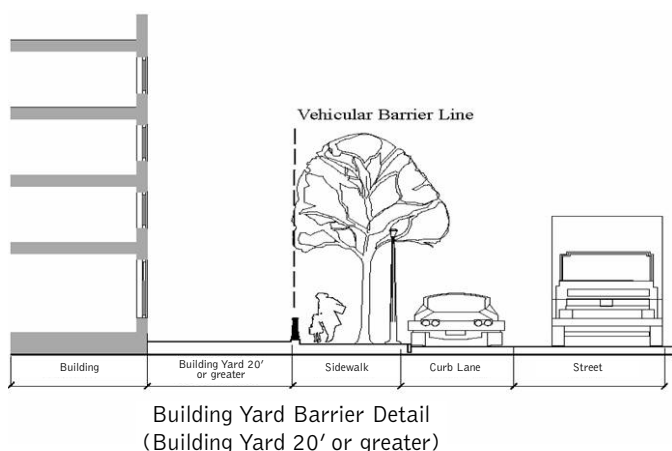 Vehicular Barrier Line
Building
Building Yard 20′
or greater
Sidewalk
Curb Lane
Street
Building Yard Barrier Detail
(Building Yard 20′ or greater)